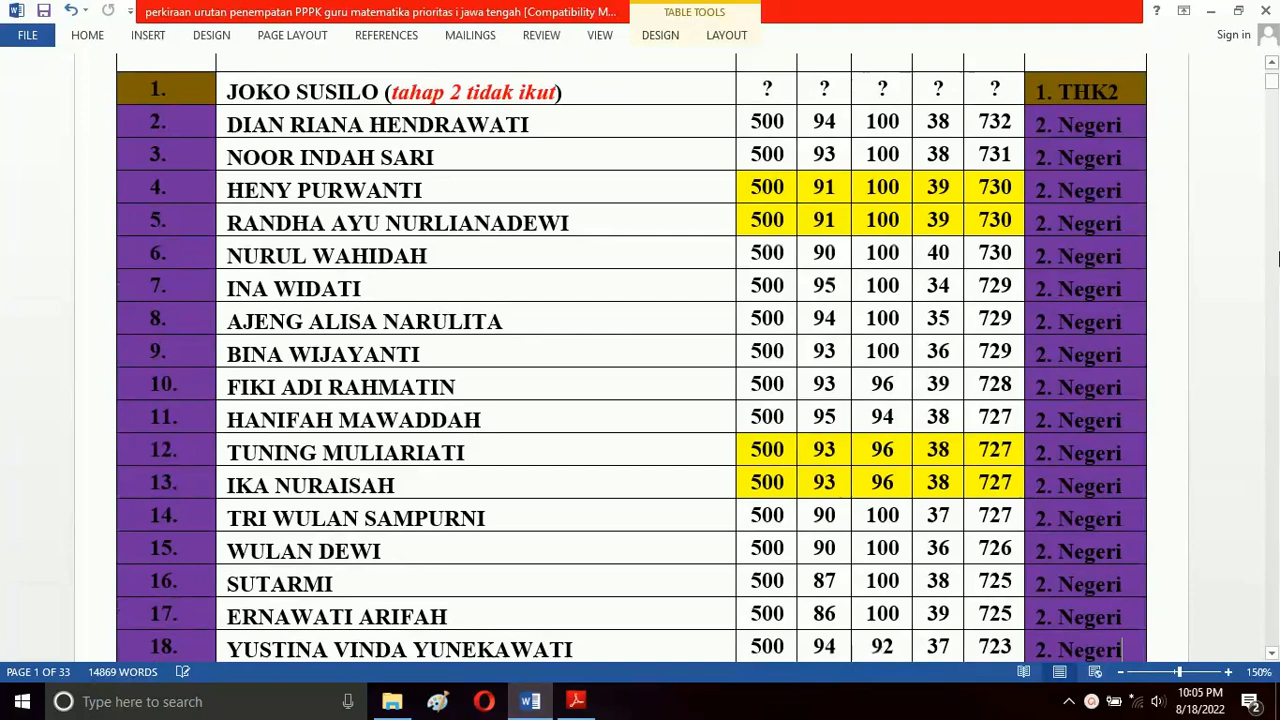 perkiraan urutan penempatan PPPK guru matematika prioritas i jawa tengah [Compatibility M...
TABLE TOOLS
FILE HOME INSERT DESIGN PAGE LAYOUT REFERENCES MAILINGS REVIEW VIEW DESIGN LAYOUT Sign in
1. JOKO SUSILO (tahap 2 tidak ikut) ? ? ? ? ? 1. THK2
2. DIAN RIANA HENDRAWATI 500 94 100 38 732 2. Negeri
3. NOOR INDAH SARI 500 93 100 38 731 2. Negeri
4. HENY PURWANTI 500 91 100 39 730 2. Negeri
5. RANDHA AYU NURLIANADEWI 500 91 100 39 730 2. Negeri
6. NURUL WAHIDAH 500 90 100 40 730 2. Negeri
7. INA WIDATI 500 95 100 34 729 2. Negeri
8. AJENG ALISA NARULITA 500 94 100 35 729 2. Negeri
9. BINA WIJAYANTI 500 93 100 36 729 2. Negeri
10. FIKI ADI RAHMATIN 500 93 96 39 728 2. Negeri
11. HANIFAH MAWADDAH 500 95 94 38 727 2. Negeri
12. TUNING MULIARIATI 500 93 96 38 727 2. Negeri
13. IKA NURAISAH 500 93 96 38 727 2. Negeri
14. TRI WULAN SAMPURNI 500 90 100 37 727 2. Negeri
15. WULAN DEWI 500 90 100 36 726 2. Negeri
16. SUTARMI 500 87 100 38 725 2. Negeri
17. ERNAWATI ARIFAH 500 86 100 39 725 2. Negeri
18. YUSTINA VINDA YUNEKAWATI 500 94 92 37 723 2. Negeri
PAGE 1 OF 33 14869 WORDS 150%
Type here to search
10:05 PM
8/18/2022
2